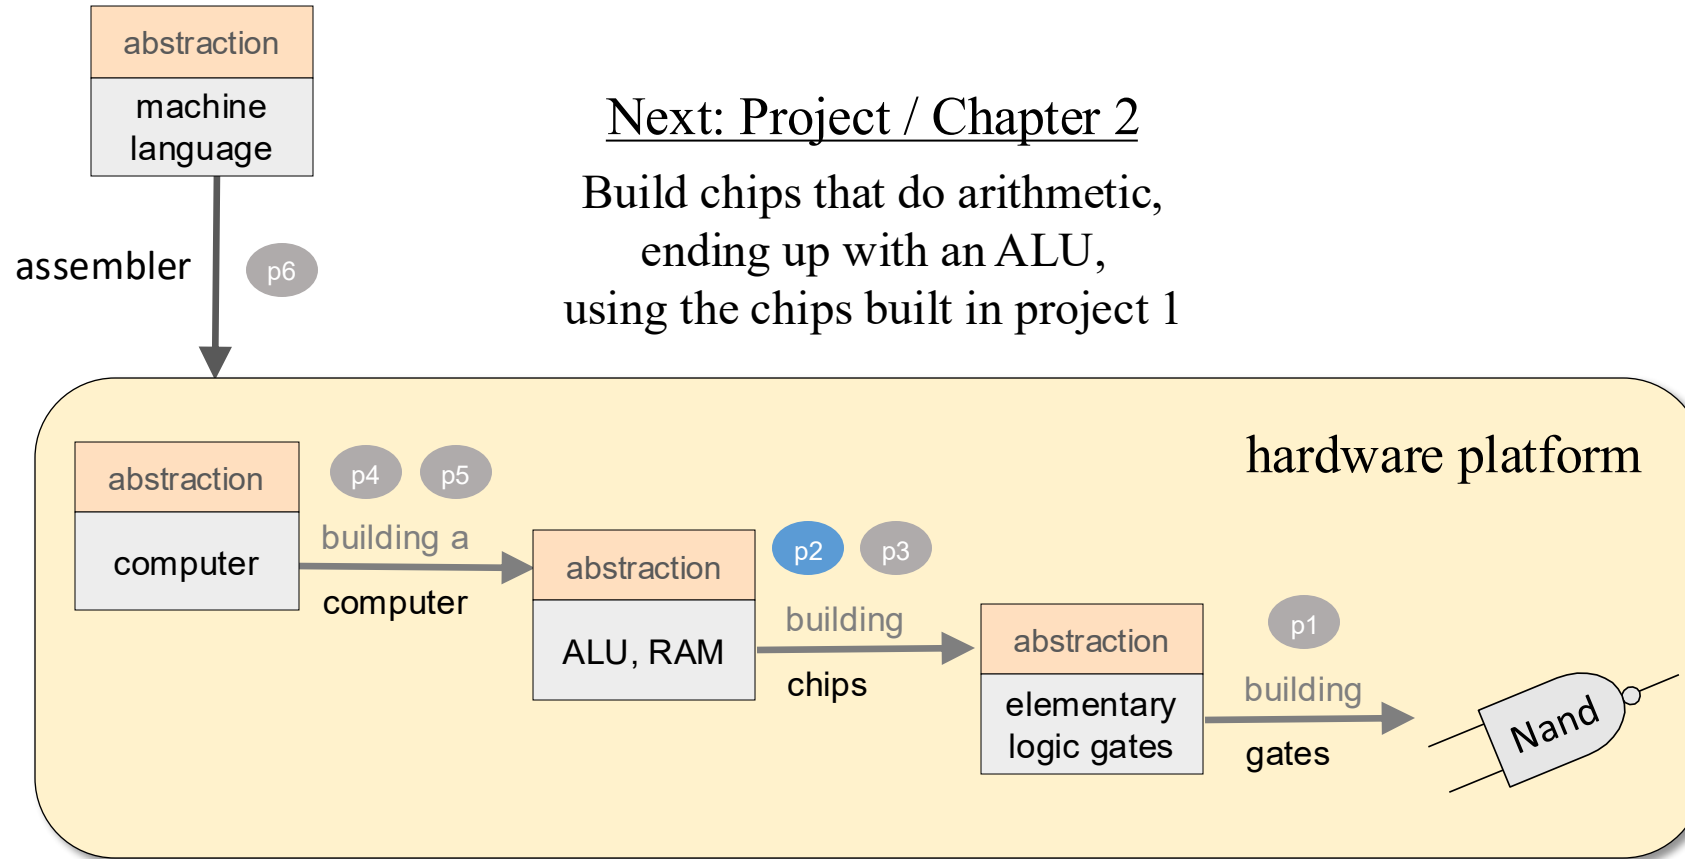 abstraction
machine
language
Next: Project / Chapter 2
Build chips that do arithmetic,
ending up with an ALU,
using the chips built in project 1
assembler
p6
hardware platform
abstraction
computer
p4
p5
building a
computer
abstraction
ALU, RAM
p2
p3
building
chips
abstraction
elementary
logic gates
p1
building
gates
Nand